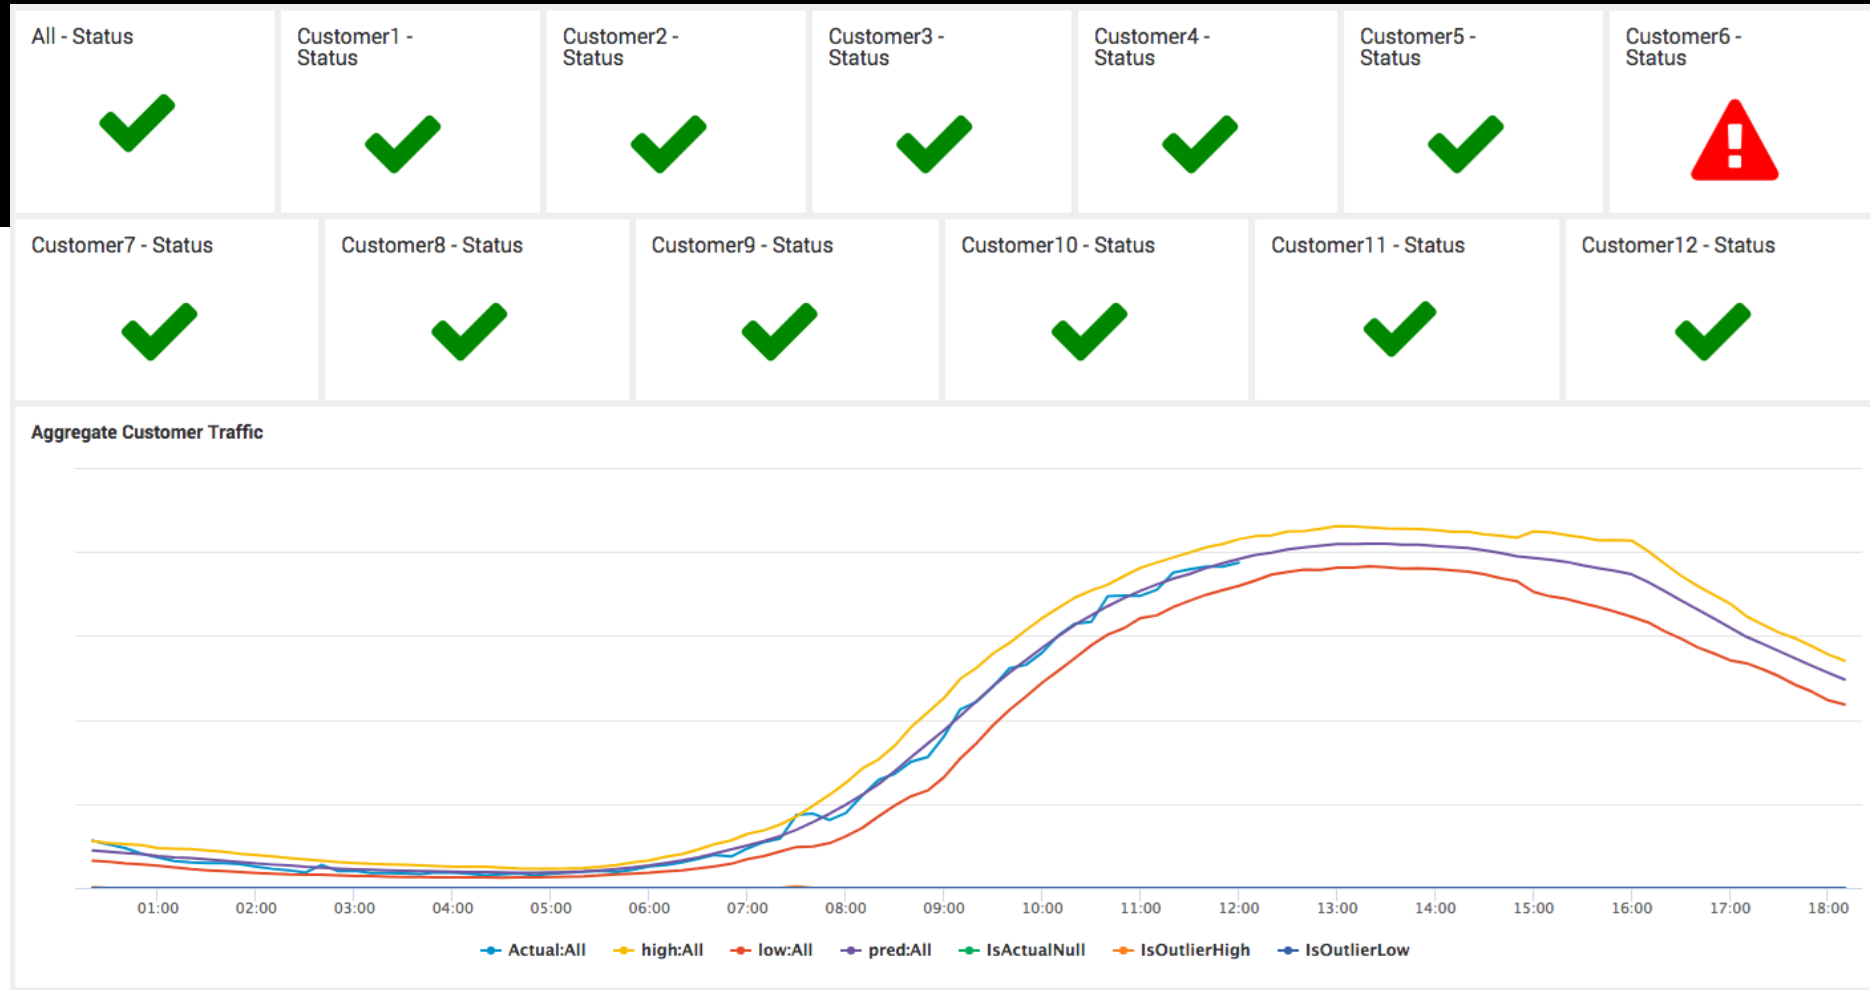 All - Status
Customer1 -
Status
Customer2 -
Status
Customer3 -
Status
Customer4 -
Status
Customer5 -
Status
Customer6 -
Status
Customer7 - Status
Customer8 - Status
Customer9 - Status
Customer10 - Status
Customer11 - Status
Customer12 - Status
Aggregate Customer Traffic
01:00 02:00 03:00 04:00 05:00 06:00 07:00 08:00 09:00 10:00 11:00 12:00 13:00 14:00 15:00 16:00 17:00 18:00
Actual:All high:All low:All pred:All IsActualNull IsOutlierHigh IsOutlierLow